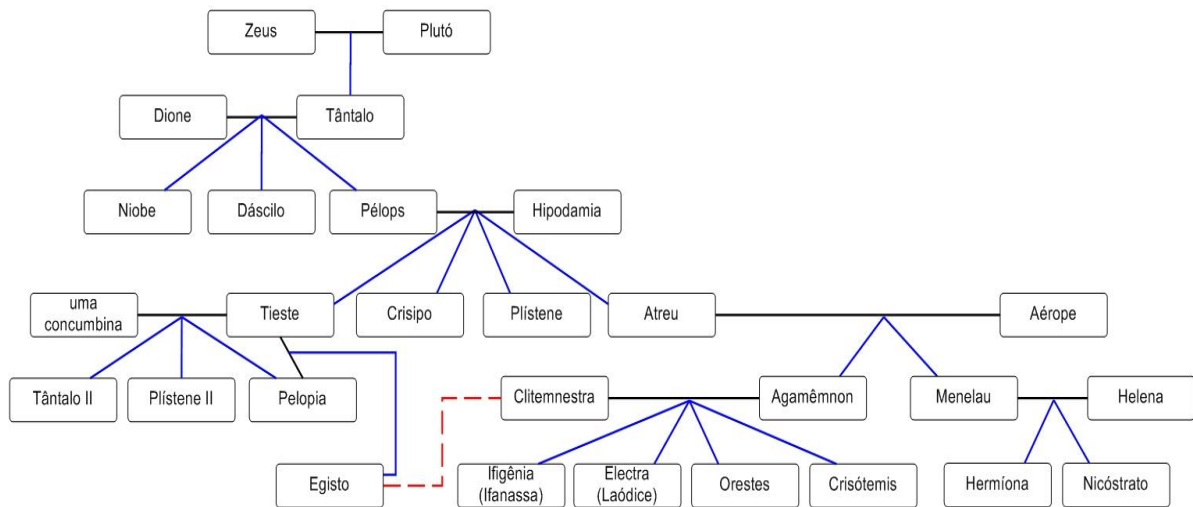 Zeus
Plutó
Dione
Tântalo
Niobe
Dáscilo
Pélops
Hipodamia
uma
concumbina
Tieste
Crisipo
Plístene
Atreu
Aérope
Tântalo II
Plístene II
Pelopia
Clitemnestra
Agamêmnon
Menelau
Helena
Egisto
Ifigênia
(Ifanassa)
Electra
(Laódice)
Orestes
Crisótemis
Hermíona
Nicóstrato